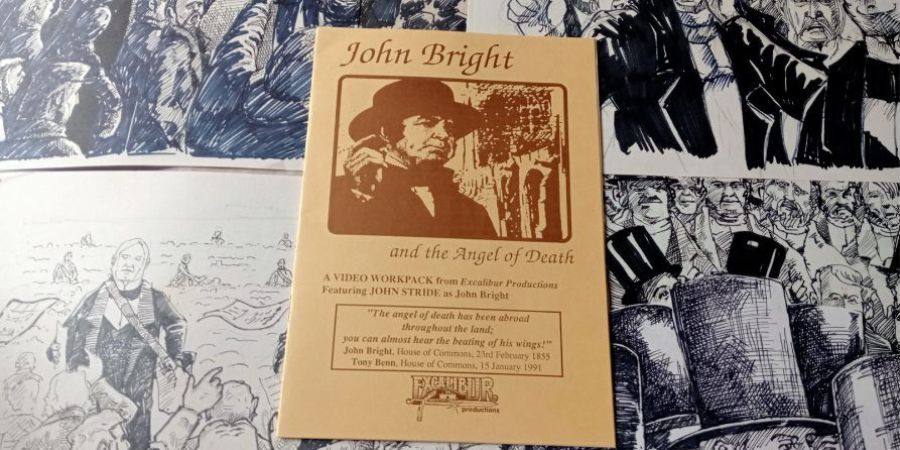 John Bright
and the Angel of Death
A VIDEO WORKPACK from Excalibur Productions
Featuring JOHN STRIDE as John Bright
"The angel of death has been abroad
throughout the land;
you can almost hear the beating of his wings!"
John Bright, House of Commons, 23rd February 1855
Tony Benn, House of Commons, 15 January 1991
EXCALIBUR
productions